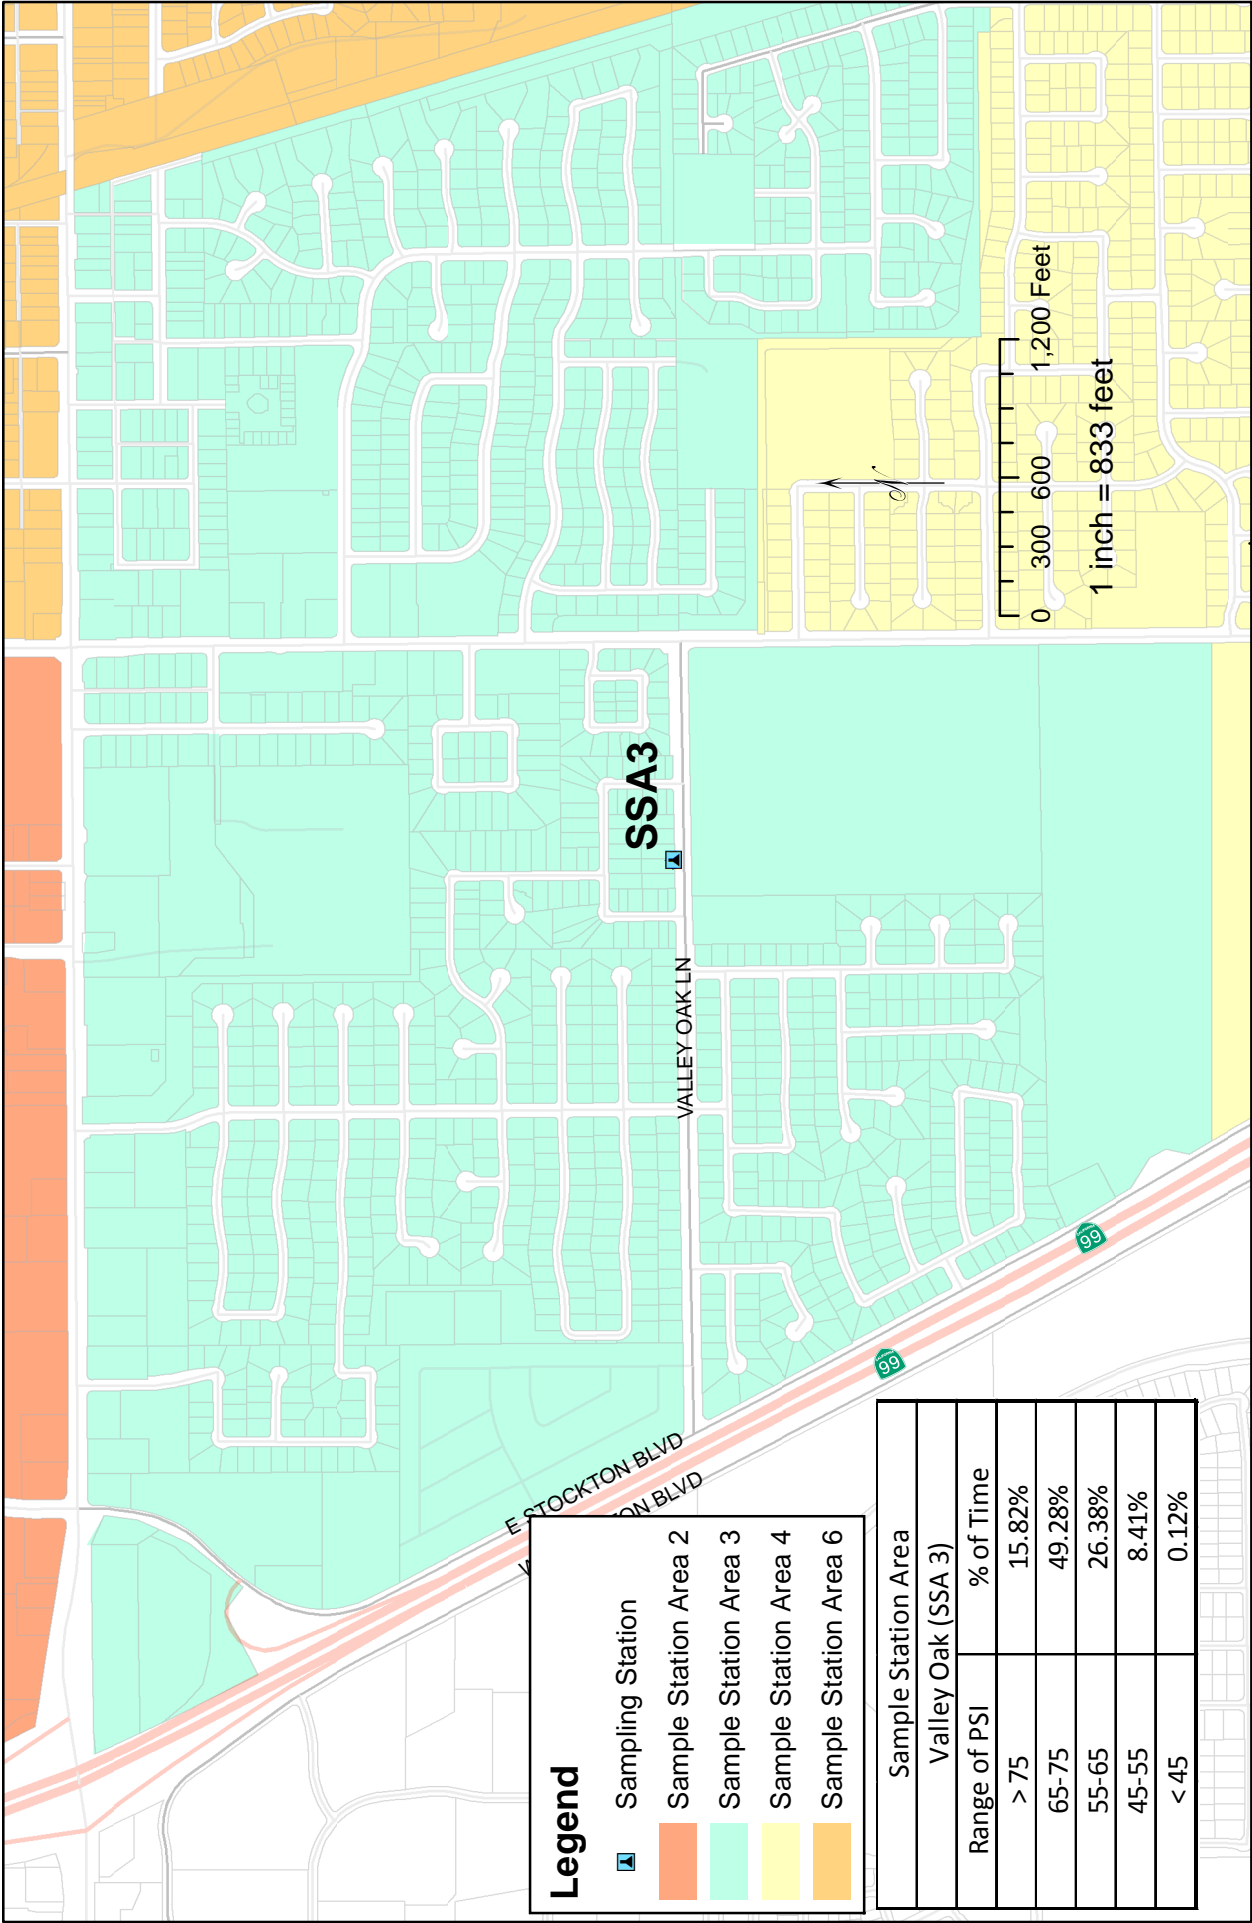 SSA3
VALLEY OAK LN
E STOCKTON BLVD
TON BLVD
99
99
N
0 300 600 1,200 Feet
1 inch = 833 feet
Legend
Sampling Station
Sample Station Area 2
Sample Station Area 3
Sample Station Area 4
Sample Station Area 6
Sample Station Area
Valley Oak (SSA 3)
Range of PSI % of Time
> 75 15.82%
65-75 49.28%
55-65 26.38%
45-55 8.41%
< 45 0.12%